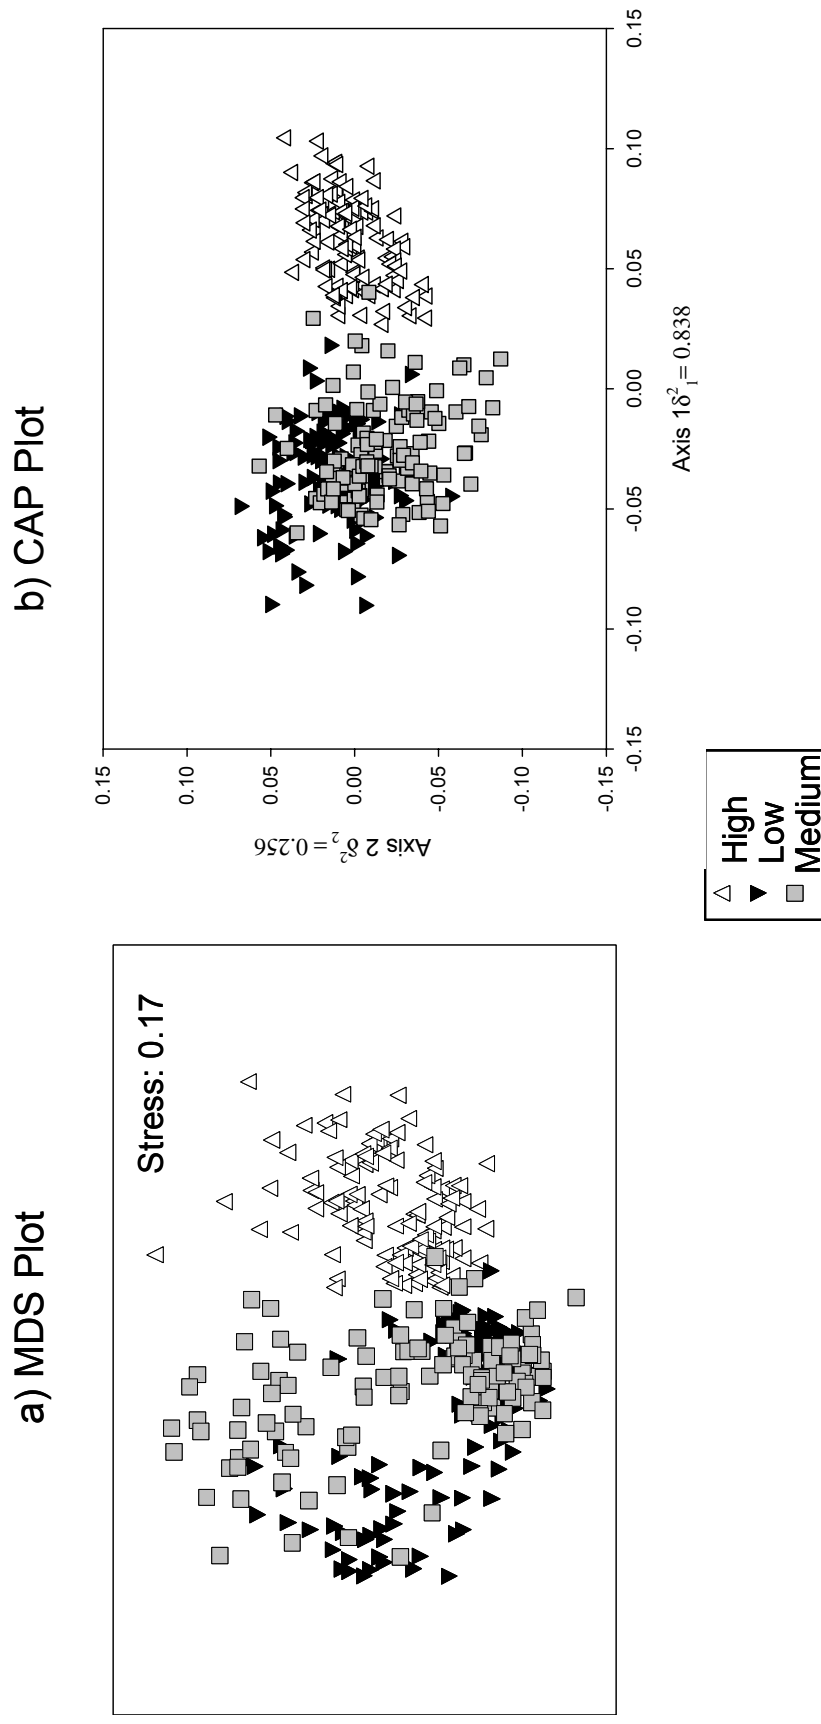 a) MDS Plot
Stress: 0.17
b) CAP Plot
0.15
0.10
0.05
0.00
-0.05
-0.10
-0.15
Axis 2 δ²₂ = 0.256
-0.15
-0.10
-0.05
0.00
0.05
0.10
0.15
Axis 1δ²₁= 0.838
High
Low
Medium